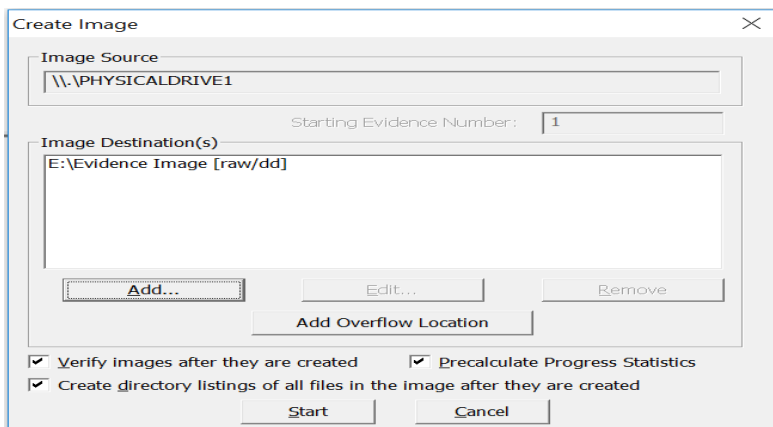 Create Image
Image Source
\\.\PHYSICALDRIVE1
Starting Evidence Number: 1
Image Destination(s)
E:\Evidence Image [raw/dd]
Add... Edit... Remove
Add Overflow Location
Verify images after they are created Precalculate Progress Statistics
Create directory listings of all files in the image after they are created
Start Cancel